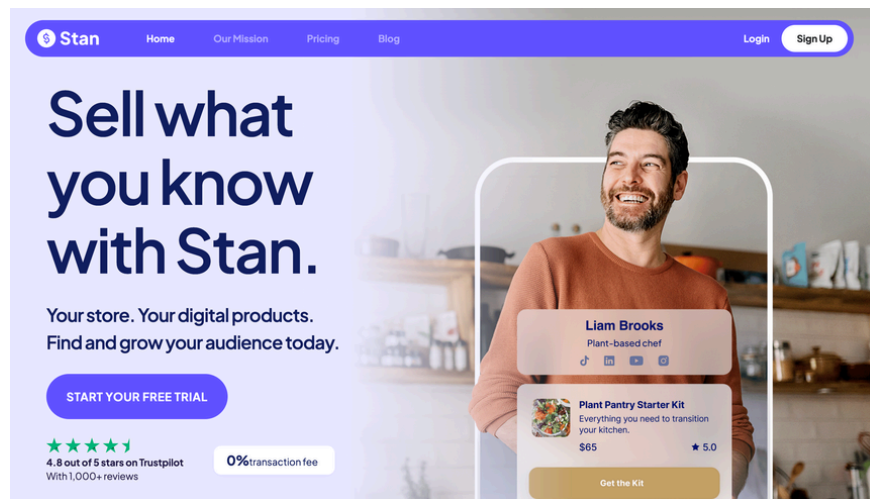 Stan
Home
Our Mission
Pricing
Blog
Login
Sign Up
Sell what
you know
with Stan.
Your store. Your digital products.
Find and grow your audience today.
START YOUR FREE TRIAL
4.8 out of 5 stars on Trustpilot
With 1,000+ reviews
0% transaction fee
Liam Brooks
Plant-based chef
Plant Pantry Starter Kit
Everything you need to transition
your kitchen.
$65
5.0
Get the Kit